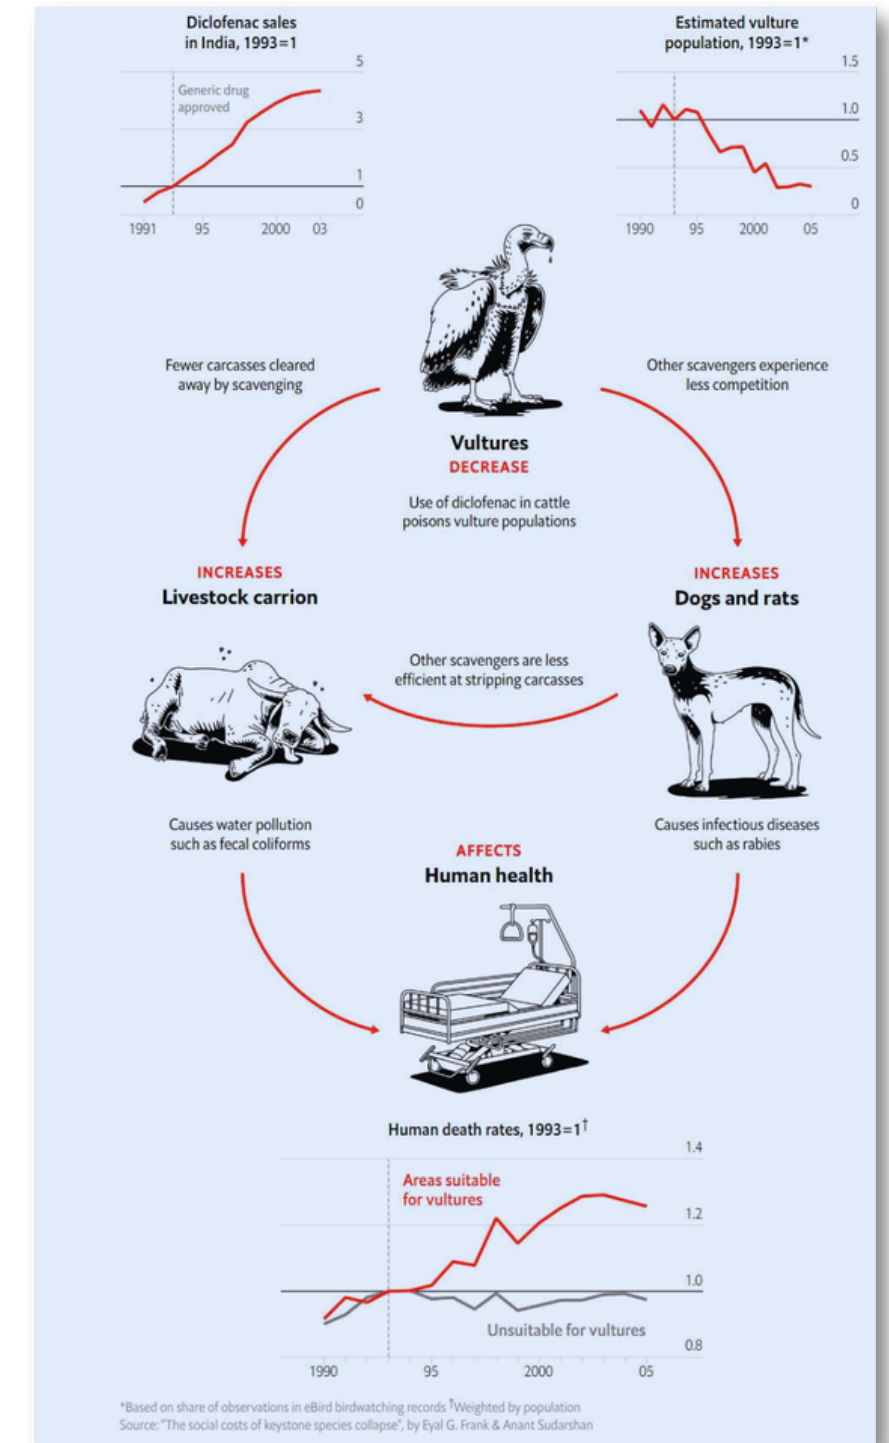 Diclofenac sales
in India, 1993=1
5
Generic drug
approved
3
1
0
1991
95
2000
03
Estimated vulture
population, 1993=1*
1.5
1.0
0.5
0
1990
95
2000
05
Fewer carcasses cleared
away by scavenging
Other scavengers experience
less competition
Vultures
DECREASE
Use of diclofenac in cattle
poisons vulture populations
INCREASES
Livestock carrion
INCREASES
Dogs and rats
Other scavengers are less
efficient at stripping carcasses
Causes water pollution
such as fecal coliforms
Causes infectious diseases
such as rabies
AFFECTS
Human health
Human death rates, 1993=1†
1.4
Areas suitable
for vultures
1.2
1.0
Unsuitable for vultures
0.8
1990
95
2000
05
*Based on share of observations in eBird birdwatching records †Weighted by population
Source: "The social costs of keystone species collapse", by Eyal G. Frank & Anant Sudarshan